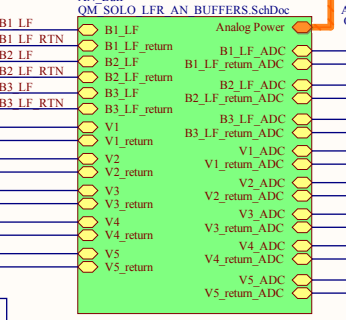 QM_SOLO_LFR_AN_BUFFERS.SchDoc
Analog Power
B1_LF
B1_LF
B1_LF_RTN
B1_LF_return
B1_LF_ADC
B1_LF_return_ADC
B2_LF
B2_LF
B2_LF_RTN
B2_LF_return
B2_LF_ADC
B2_LF_return_ADC
B3_LF
B3_LF
B3_LF_RTN
B3_LF_return
B3_LF_ADC
B3_LF_return_ADC
V1
V1_return
V1_ADC
V1_return_ADC
V2
V2_return
V2_ADC
V2_return_ADC
V3
V3_return
V3_ADC
V3_return_ADC
V4
V4_return
V4_ADC
V4_return_ADC
V5
V5_return
V5_ADC
V5_return_ADC